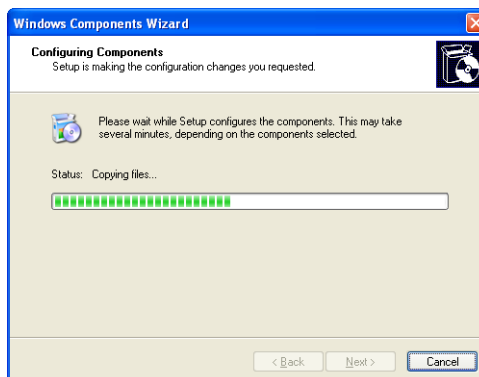 Windows Components Wizard
Configuring Components
Setup is making the configuration changes you requested.
Please wait while Setup configures the components. This may take
several minutes, depending on the components selected.
Status: Copying files...
< Back
Next >
Cancel